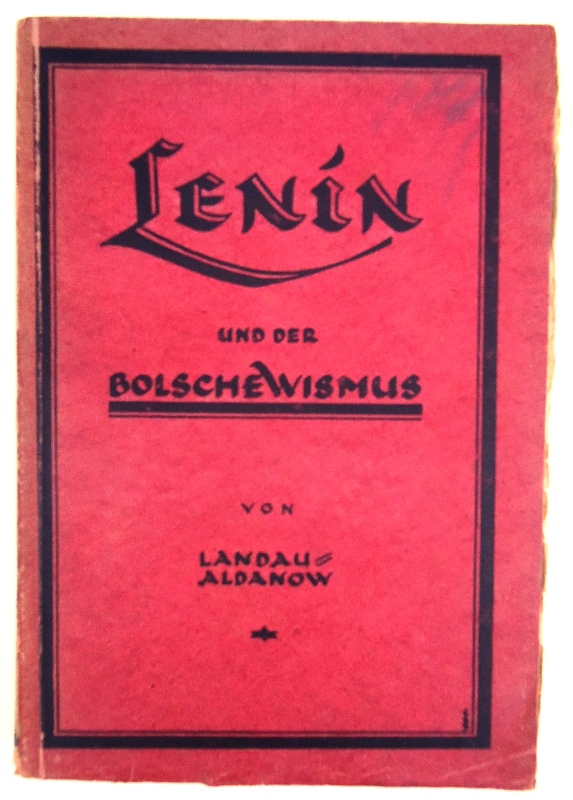 LENIN
UND DER
BOLSCHEWISMUS
VON
LANDAU=
ALDANOW